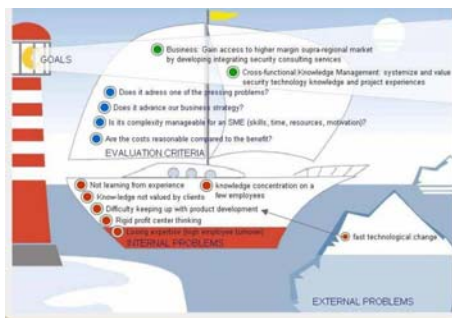 GOALS
Business: Gain access to higher margin supra-regional market
by developing integrating security consulting services
Cross-functional Knowledge Management: systemize and value
security technology knowledge and project experiences
Does it adress one of the pressing problems?
Does it advance our business strategy?
Is its complexity manageable for an SME (skills, time, resources, motivation)?
Are the costs reasonable compared to the benefit?
EVALUATION CRITERIA
Not learning from experience
knowledge concentration on a
few employees
Knowledge not valued by clients
Difficulty keeping up with product development
Rigid profit center thinking
Losing expertise (high employee turnover)
INTERNAL PROBLEMS
fast technological change
EXTERNAL PROBLEMS